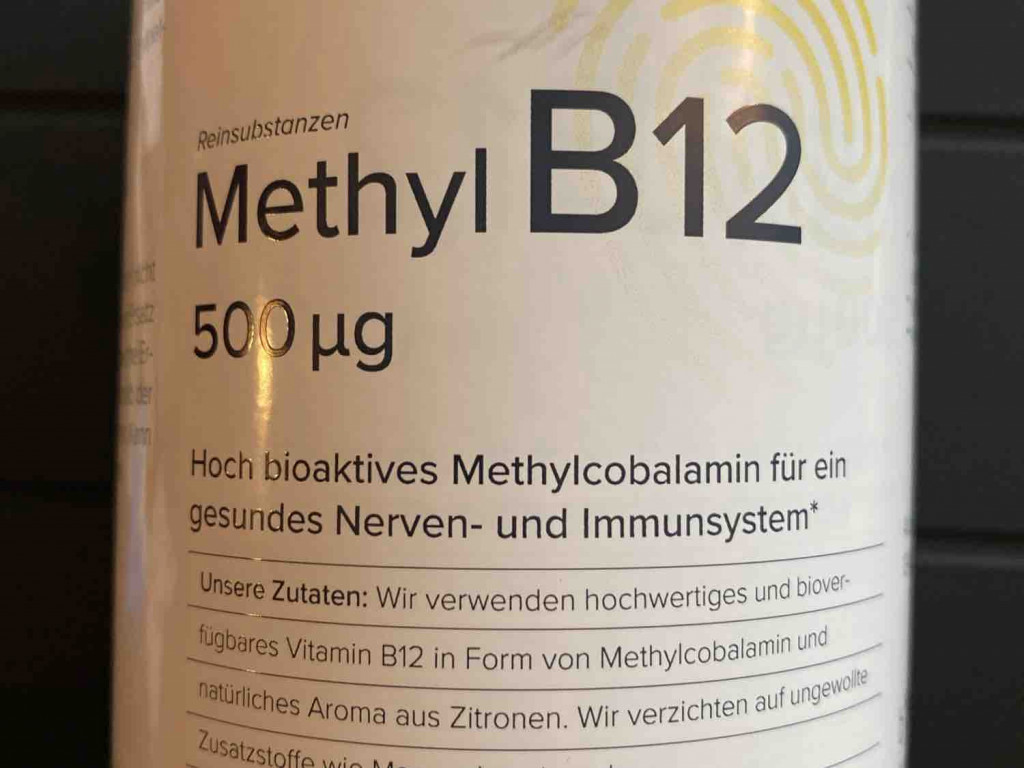 Reinsubstanzen
Methyl B12
500 µg
Hoch bioaktives Methylcobalamin für ein
gesundes Nerven- und Immunsystem*
Unsere Zutaten: Wir verwenden hochwertiges und biover-
fügbares Vitamin B12 in Form von Methylcobalamin und
natürliches Aroma aus Zitronen. Wir verzichten auf ungewollte
Zusatzstoffe wie
der